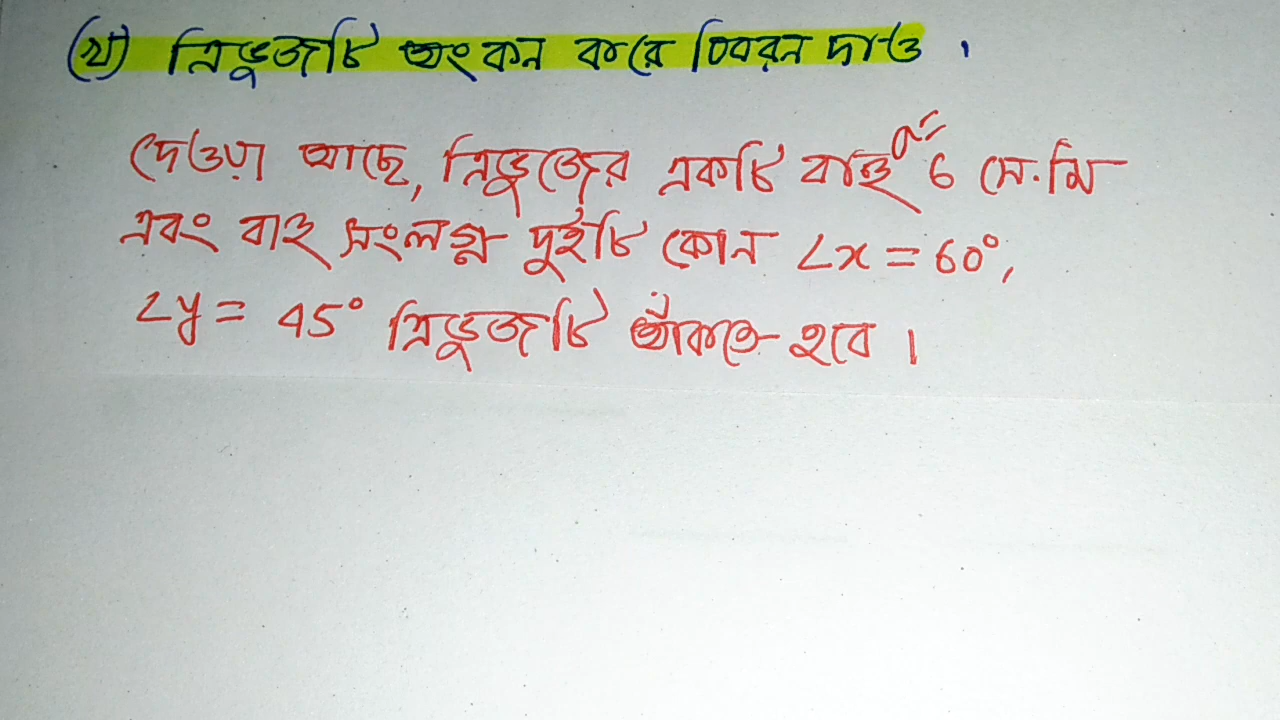 (খ) ত্রিভুজটি অংকন করে বিবরন দাও ।
দেওয়া আছে, ত্রিভুজের একটি বাহু a = 6 সে.মি
এবং বাহু সংলগ্ন দুইটি কোন ∠x = 60°,
∠y = 45° ত্রিভুজটি আঁকতে হবে ।